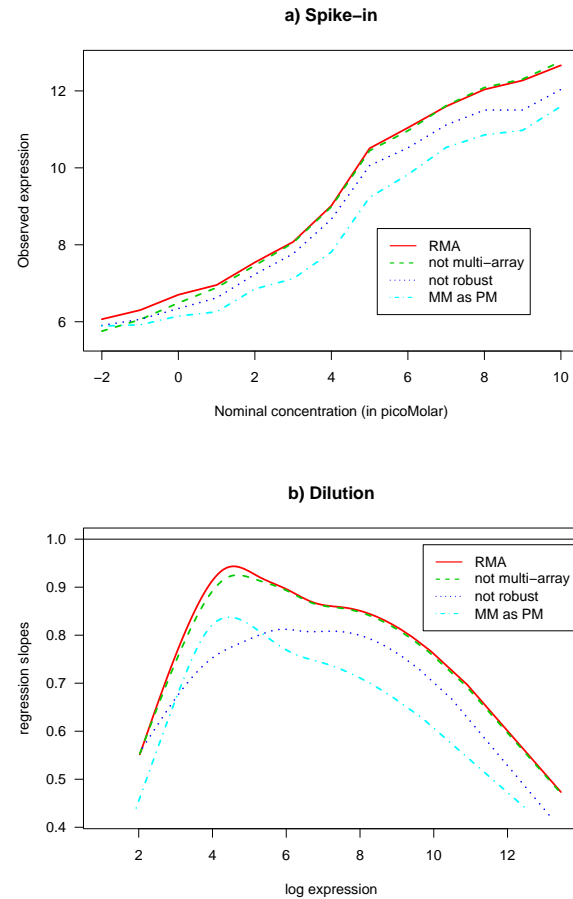 a) Spike−in
Observed expression
12
10
8
6
RMA
not multi−array
not robust
MM as PM
−2 0 2 4 6 8 10
Nominal concentration (in picoMolar)
b) Dilution
regression slopes
1.0
0.9
0.8
0.7
0.6
0.5
0.4
RMA
not multi−array
not robust
MM as PM
2 4 6 8 10 12
log expression